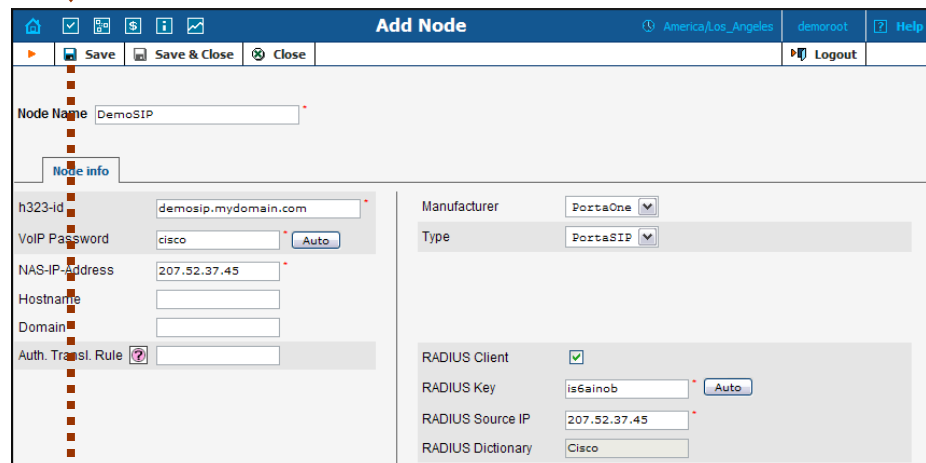 Add Node
America/Los_Angeles
demoroot
? Help
Save
Save & Close
Close
Logout
Node Name DemoSIP *
Node info
h323-id demosip.mydomain.com *
VoIP Password cisco * Auto
NAS-IP-Address 207.52.37.45 *
Hostname
Domain
Auth. Transl. Rule ?
Manufacturer PortaOne
Type PortaSIP
RADIUS Client
RADIUS Key is6ainob * Auto
RADIUS Source IP 207.52.37.45 *
RADIUS Dictionary Cisco